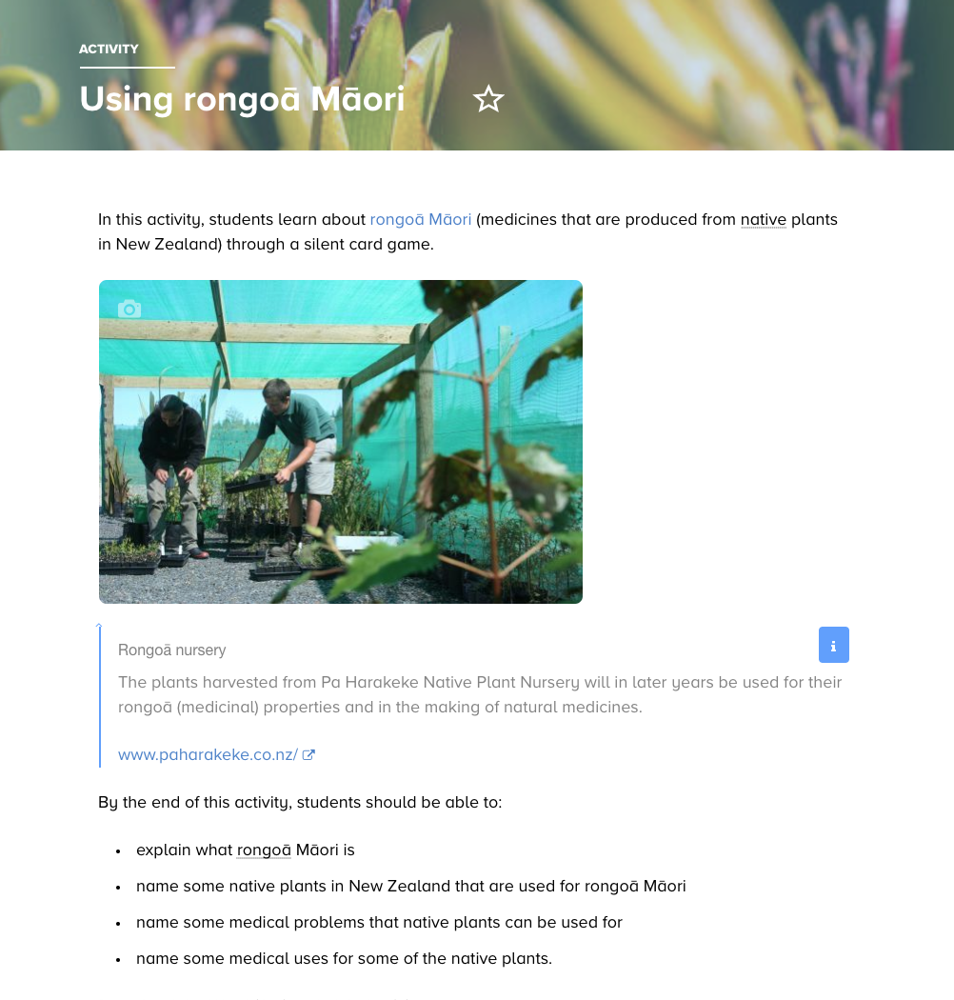 ACTIVITY
Using rongoā Māori
In this activity, students learn about rongoā Māori (medicines that are produced from native plants
in New Zealand) through a silent card game.
Rongoā nursery
The plants harvested from Pa Harakeke Native Plant Nursery will in later years be used for their
rongoā (medicinal) properties and in the making of natural medicines.
www.paharakeke.co.nz/
By the end of this activity, students should be able to:
• explain what rongoā Māori is
• name some native plants in New Zealand that are used for rongoā Māori
• name some medical problems that native plants can be used for
• name some medical uses for some of the native plants.